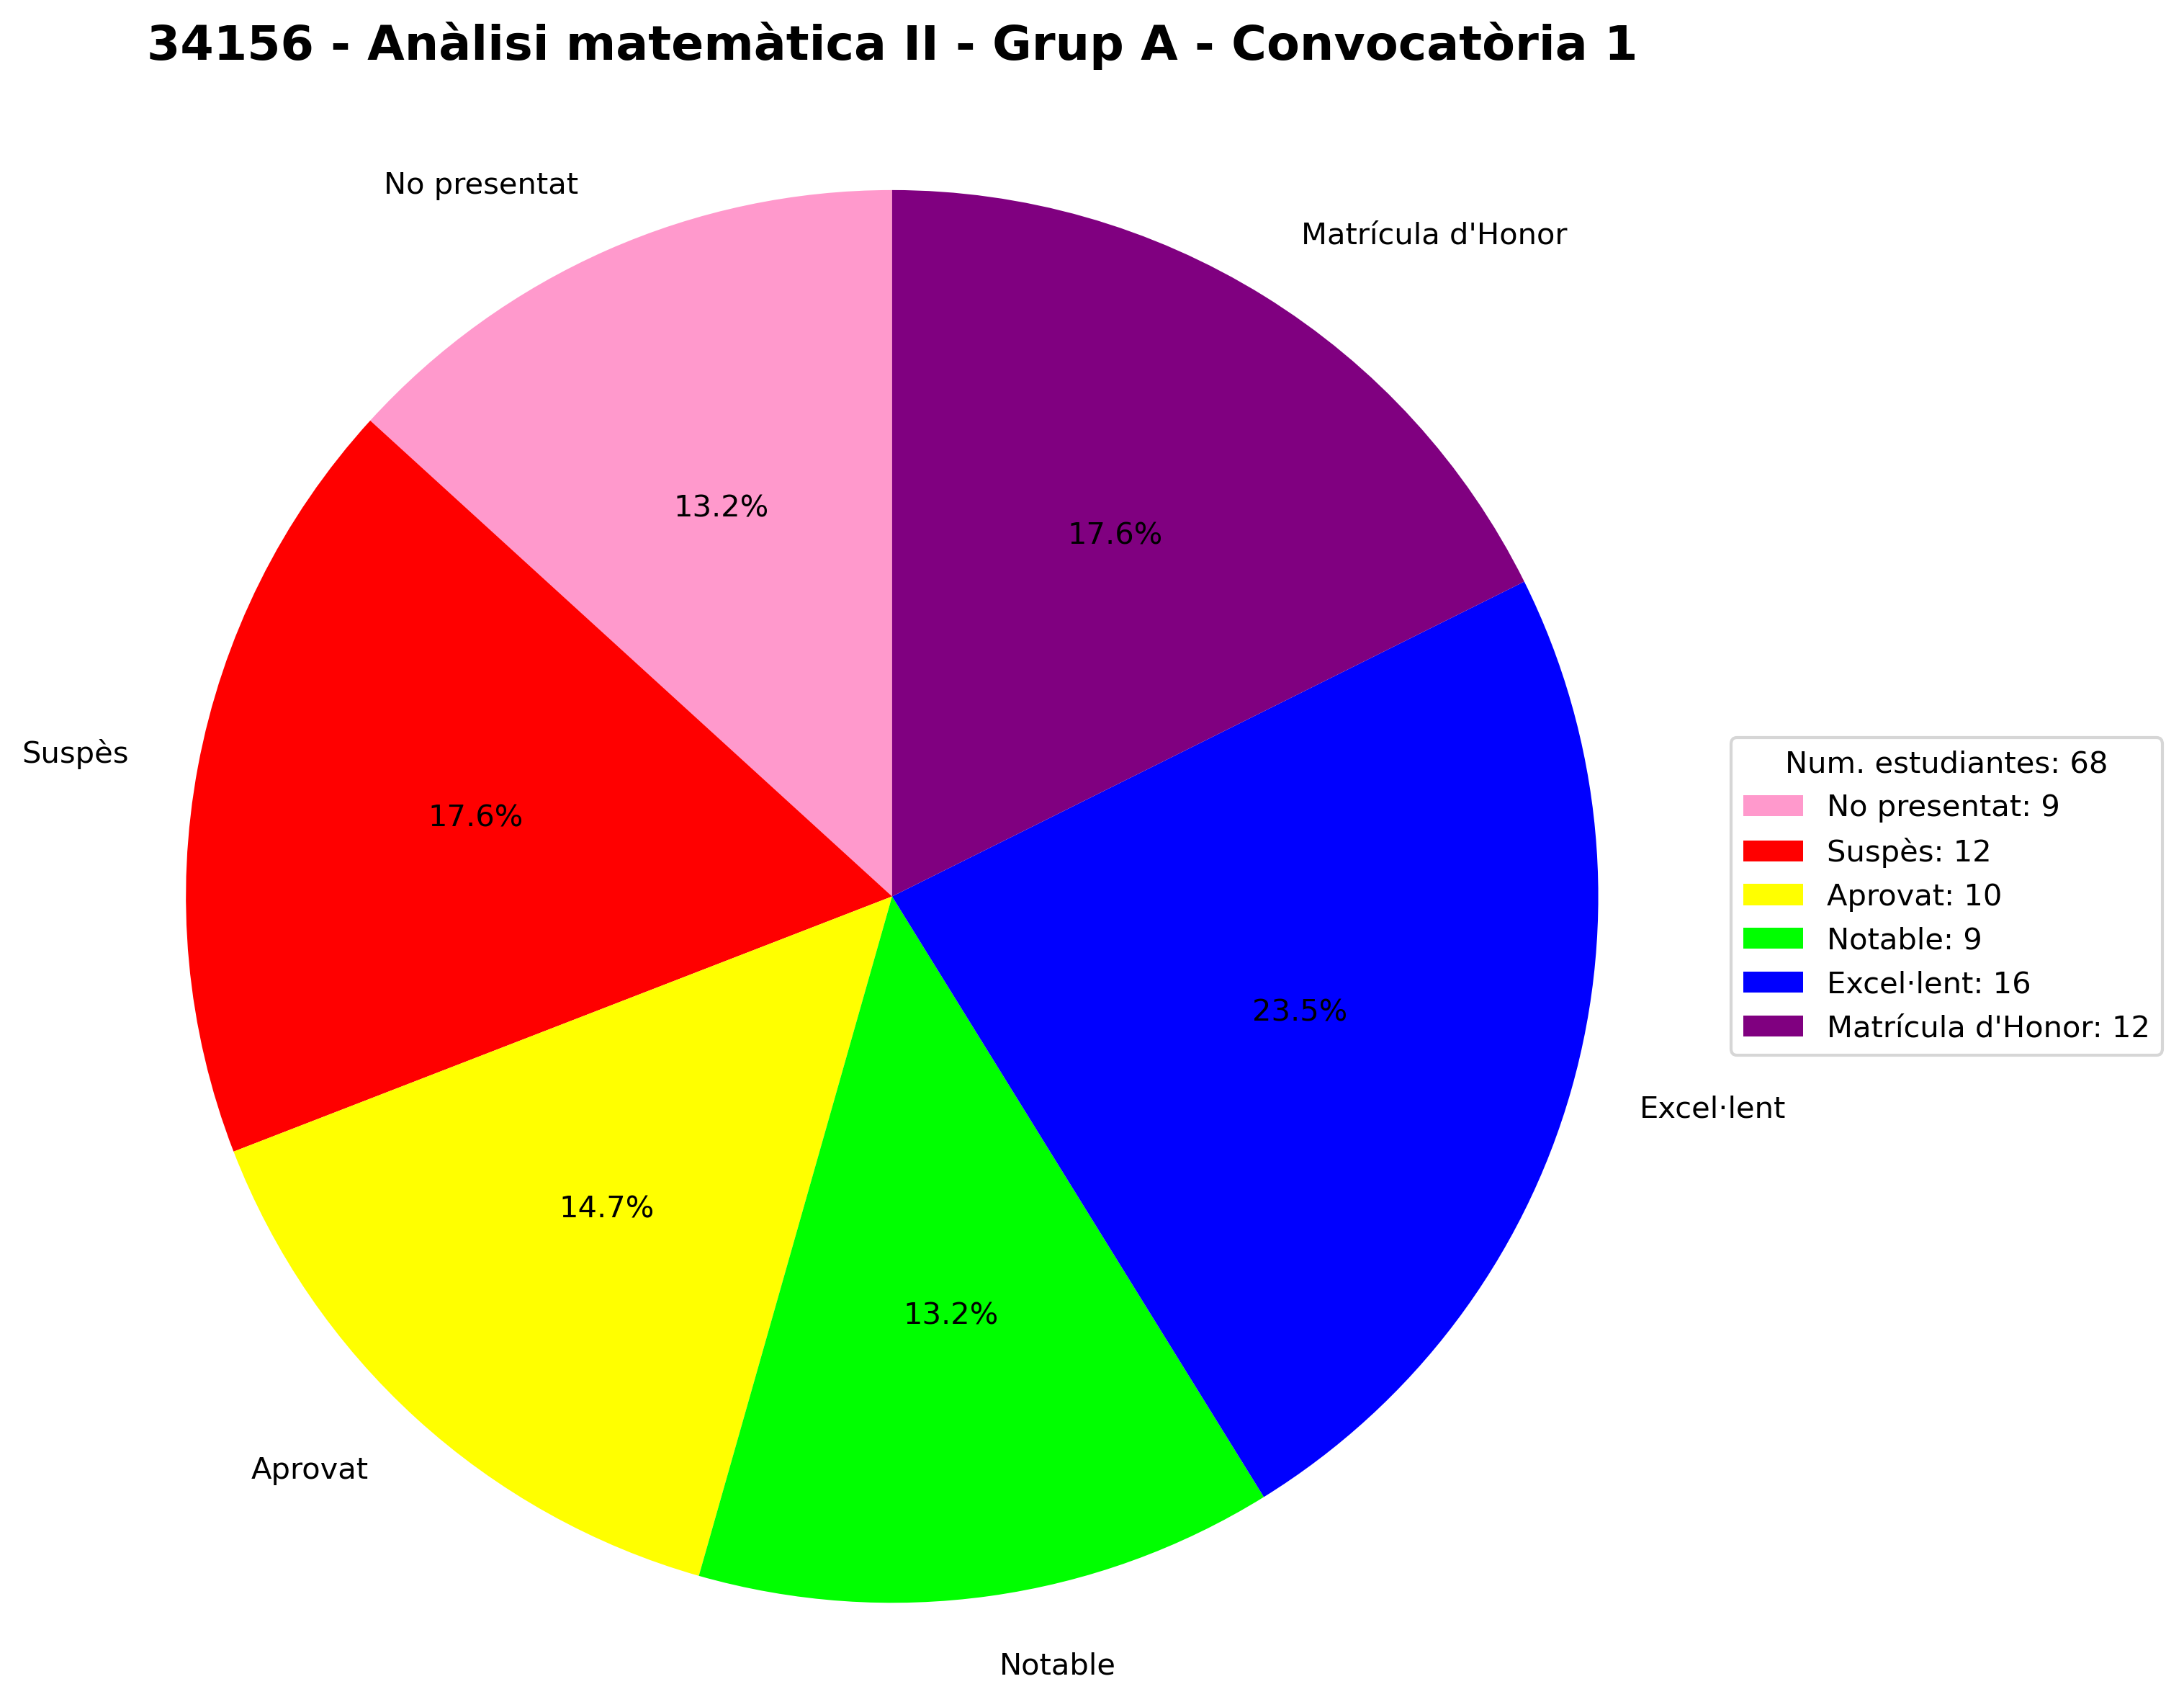 34156 - Anàlisi matemàtica II - Grup A - Convocatòria 1
No presentat
Matrícula d'Honor
13.2%
17.6%
Suspès
17.6%
Num. estudiantes: 68
No presentat: 9
Suspès: 12
Aprovat: 10
Notable: 9
Excel·lent: 16
Matrícula d'Honor: 12
23.5%
Excel·lent
14.7%
13.2%
Aprovat
Notable